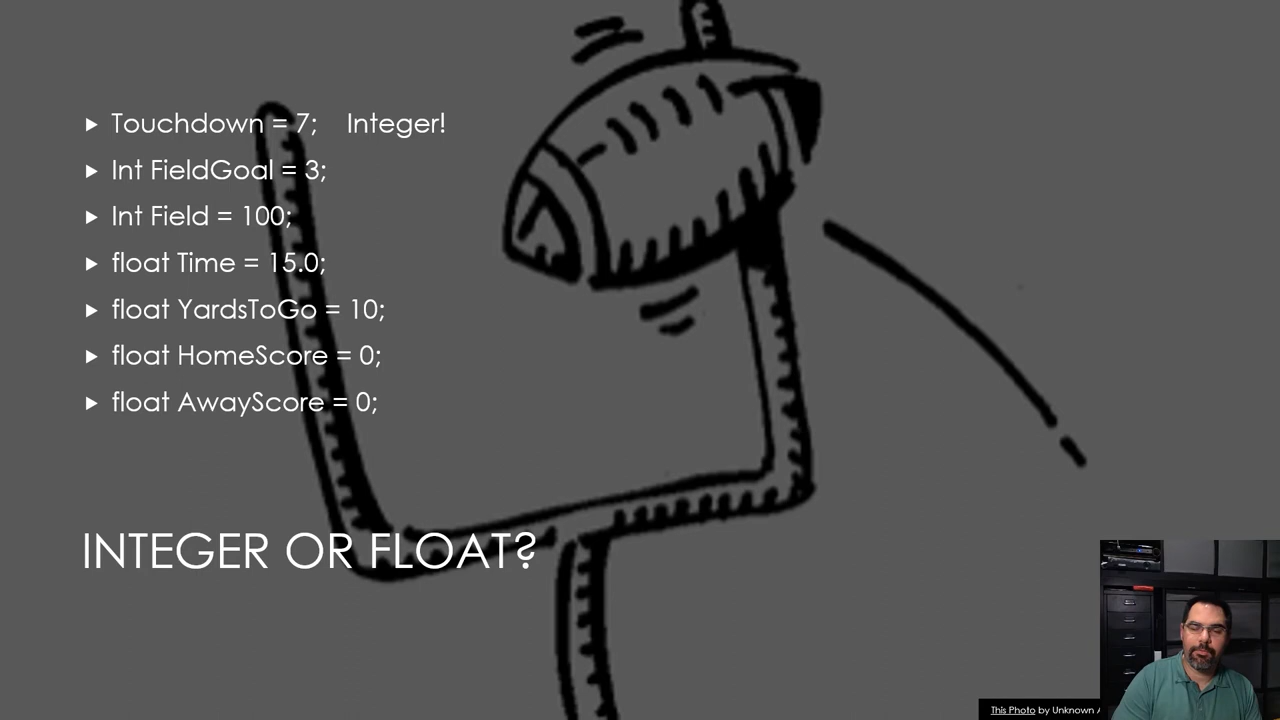 Touchdown = 7; Integer!
Int FieldGoal = 3;
Int Field = 100;
float Time = 15.0;
float YardsToGo = 10;
float HomeScore = 0;
float AwayScore = 0;
INTEGER OR FLOAT?
This Photo by Unknown A